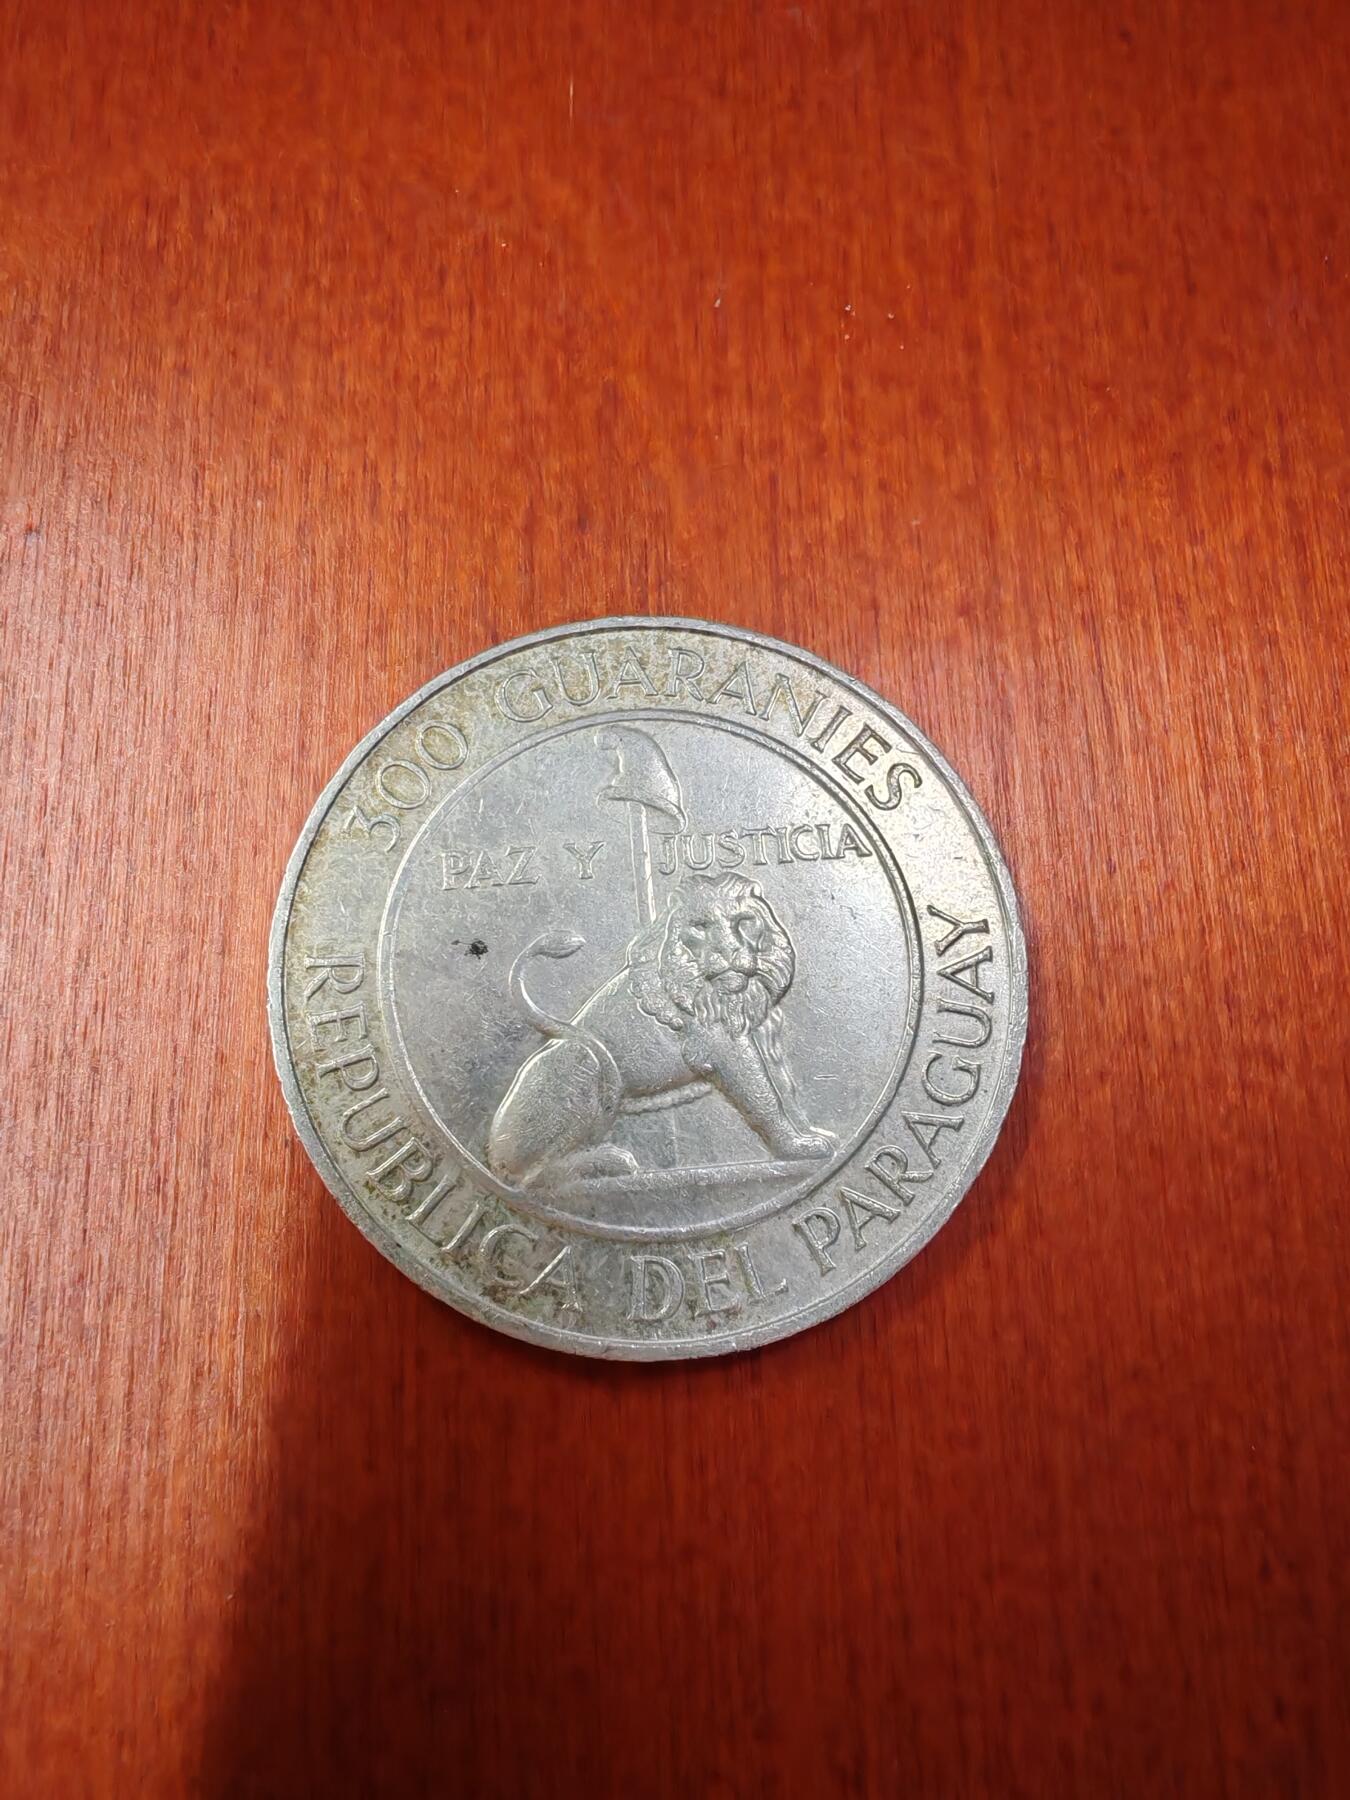 300 GUARANIES
PAZ Y JUSTICIA
REPUBLICA DEL PARAGUAY